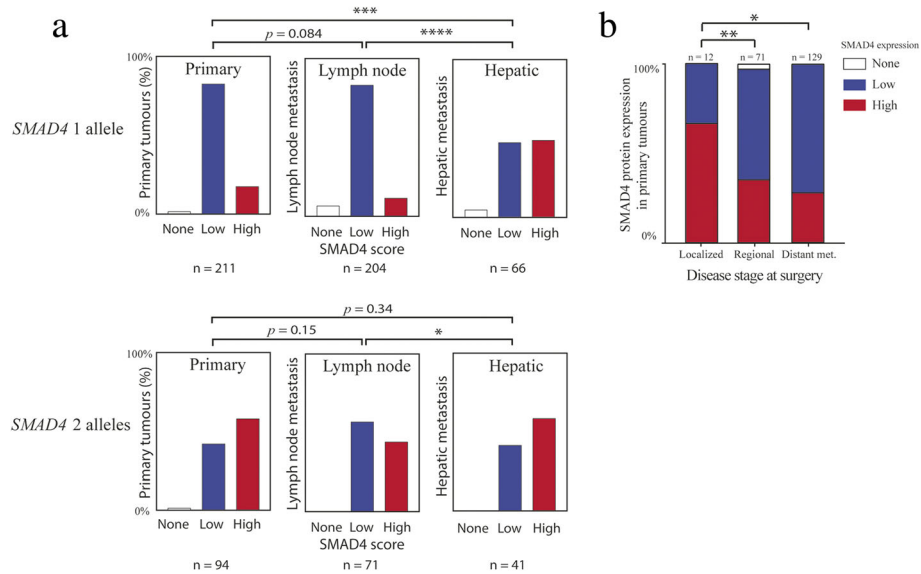 a
***
p = 0.084
****
SMAD4 1 allele
100%
0%
Primary tumours (%)
Primary
None Low High
n = 211
Lymph node metastasis
Lymph node
None Low High
SMAD4 score
n = 204
Hepatic metastasis
Hepatic
None Low High
n = 66
p = 0.34
p = 0.15
*
SMAD4 2 alleles
100%
0%
Primary tumours (%)
Primary
None Low High
n = 94
Lymph node metastasis
Lymph node
None Low High
SMAD4 score
n = 71
Hepatic metastasis
Hepatic
None Low High
n = 41
b
*
**
n = 12 n = 71 n = 129
100%
0%
SMAD4 protein expression
in primary tumours
Localized Regional Distant met.
Disease stage at surgery
SMAD4 expression
None
Low
High